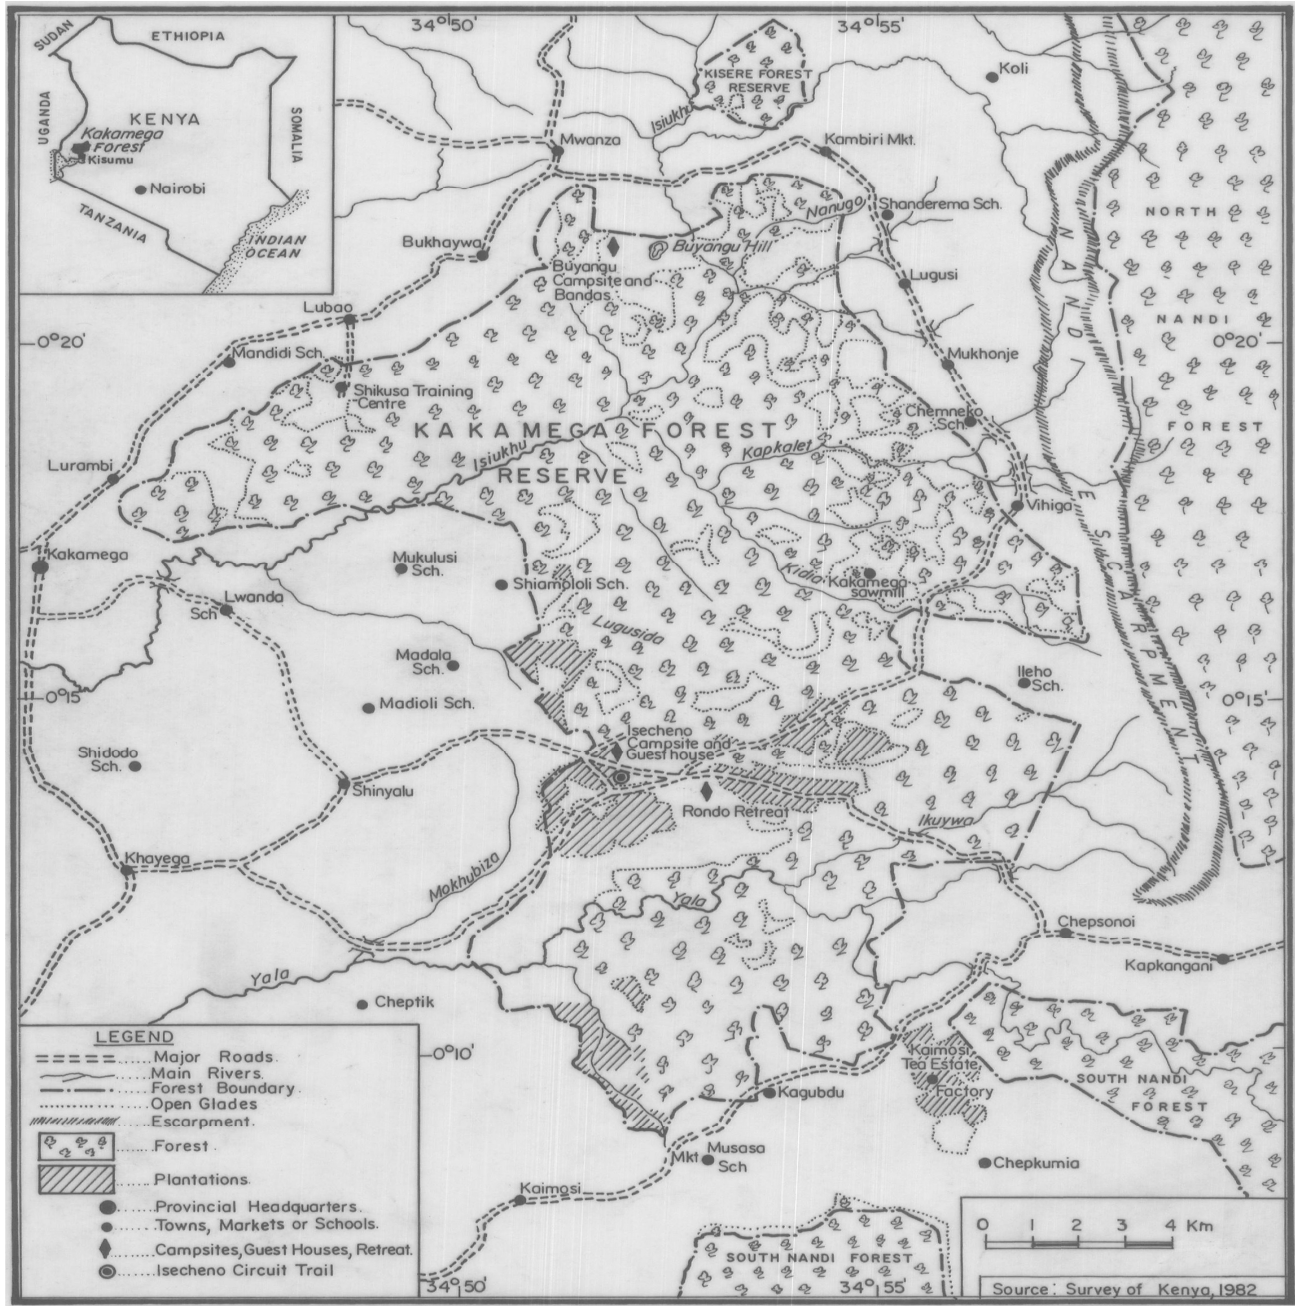 34°50'
34°55'
SUDAN
ETHIOPIA
UGANDA
KENYA
SOMALIA
Kakamega
Forest
Kisumu
Nairobi
TANZANIA
INDIAN
OCEAN
KISERE FOREST
RESERVE
Koli
Isiukhu
Mwanza
Kambiri Mkt.
NORTH
NANDI
FOREST
NANDI
ESCARPMENT
Shanderema Sch.
Nanugo
Bukhaywa
Buyangu Hill
Buyangu
Campsite and
Bandas
Lugusi
Lubao
0°20'
0°20'
Mandidi Sch.
Mukhonje
Shikusa Training
Centre
Chemneko
Sch.
KAKAMEGA FOREST
RESERVE
Isiukhu
Kapkalet
Lurambi
Vihiga
Kakamega
Mukulusi
Sch.
Shiamololi Sch.
Kidia
Kakamega
sawmill
Lwanda
Sch
Lugusida
Madala
Sch.
Ileho
Sch.
0°15'
0°15'
Madioli Sch.
Shidodo
Sch.
Isecheno
Campsite and
Guest house
Shinyalu
Rondo Retreat
Ikuywa
Khayega
Mokhubiza
Yala
Chepsonoi
Kapkangani
Yala
Cheptik
0°10'
Kaimosi
Tea Estate
Factory
SOUTH NANDI
FOREST
Kagubdu
Musasa
Mkt
Sch
Chepkumia
Kaimosi
SOUTH NANDI FOREST
LEGEND
Major Roads.
Main Rivers.
Forest Boundary.
Open Glades
Escarpment.
Forest.
Plantations
Provincial Headquarters.
Towns, Markets or Schools.
Campsites, Guest Houses, Retreat.
Isecheno Circuit Trail
34°50'
34°55'
0 1 2 3 4 Km
Source: Survey of Kenya, 1982